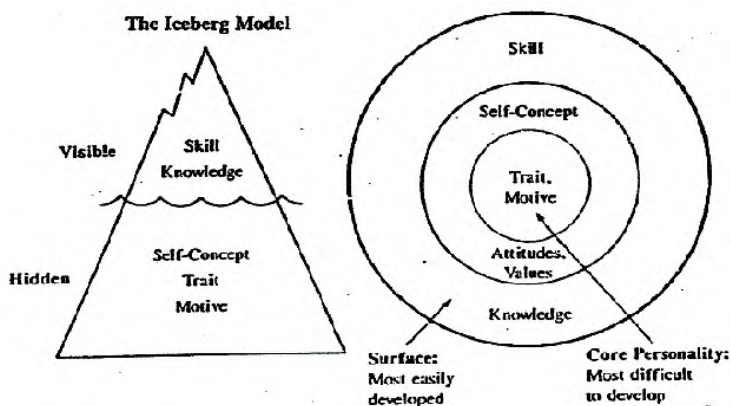 The Iceberg Model
Visible
Skill
Knowledge
Hidden
Self-Concept
Trait
Motive
Skill
Self-Concept
Trait,
Motive
Attitudes,
Values
Knowledge
Surface:
Most easily
developed
Core Personality:
Most difficult
to develop